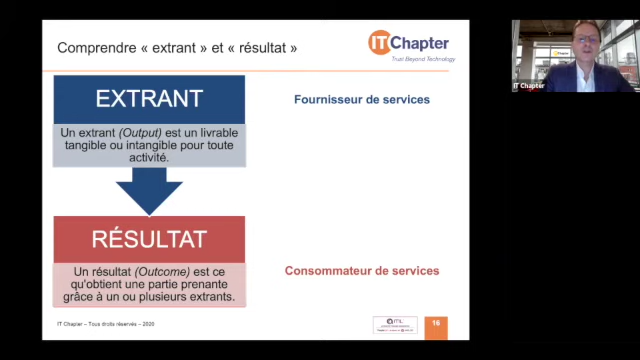 Comprendre « extrant » et « résultat »
ITChapter
Trust Beyond Technology
EXTRANT
Fournisseur de services
Un extrant (Output) est un livrable
tangible ou intangible pour toute
activité.
RÉSULTAT
Un résultat (Outcome) est ce
qu'obtient une partie prenante
grâce à un ou plusieurs extrants.
Consommateur de services
IT Chapter – Tous droits réservés – 2020
16
IT Chapter